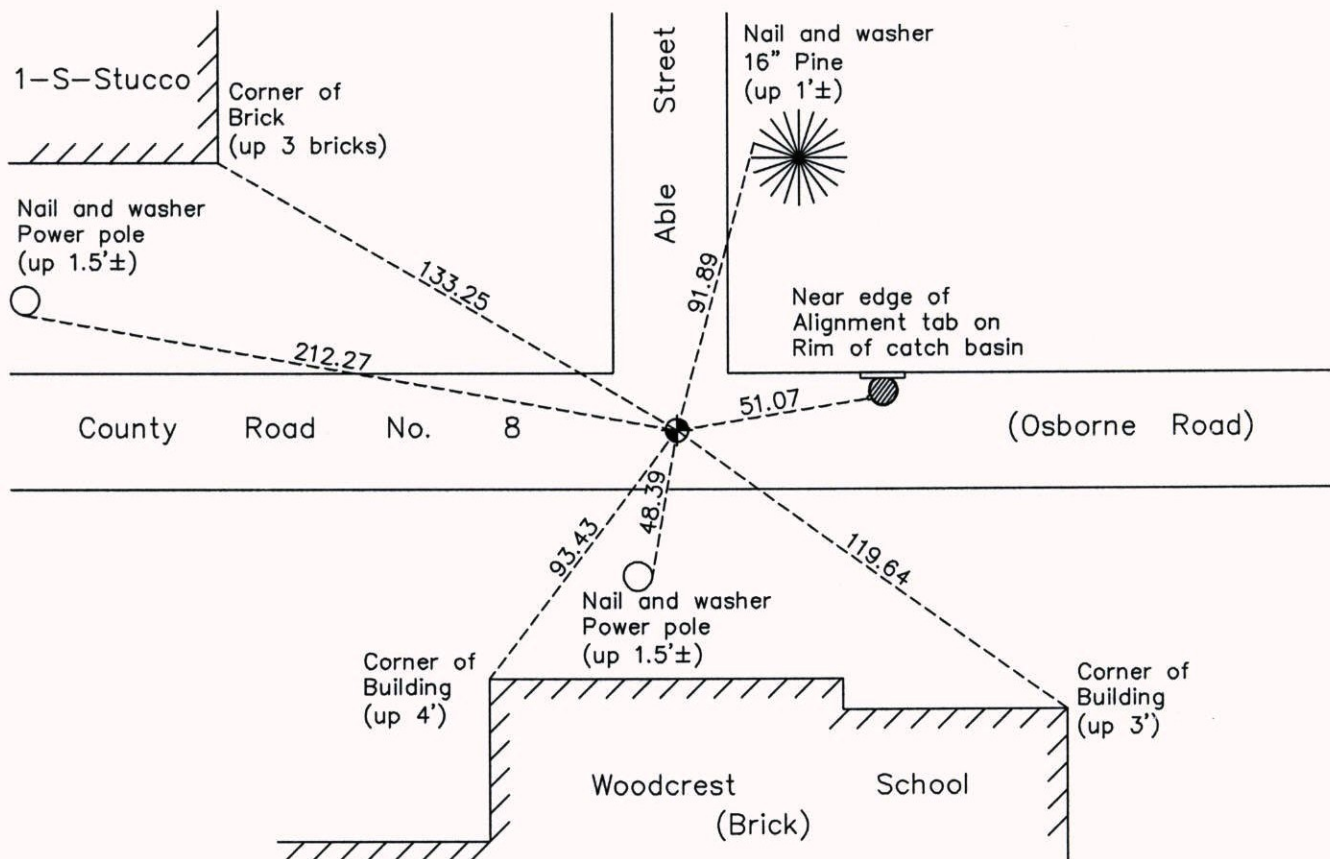 1-S-Stucco
Corner of
Brick
(up 3 bricks)
Nail and washer
Power pole
(up 1.5'±)
Able Street
Nail and washer
16" Pine
(up 1'±)
133.25
91.89
212.27
Near edge of
Alignment tab on
Rim of catch basin
51.07
County Road No. 8
(Osborne Road)
93.43
48.39
119.64
Nail and washer
Power pole
(up 1.5'±)
Corner of
Building
(up 4')
Corner of
Building
(up 3')
Woodcrest School
(Brick)